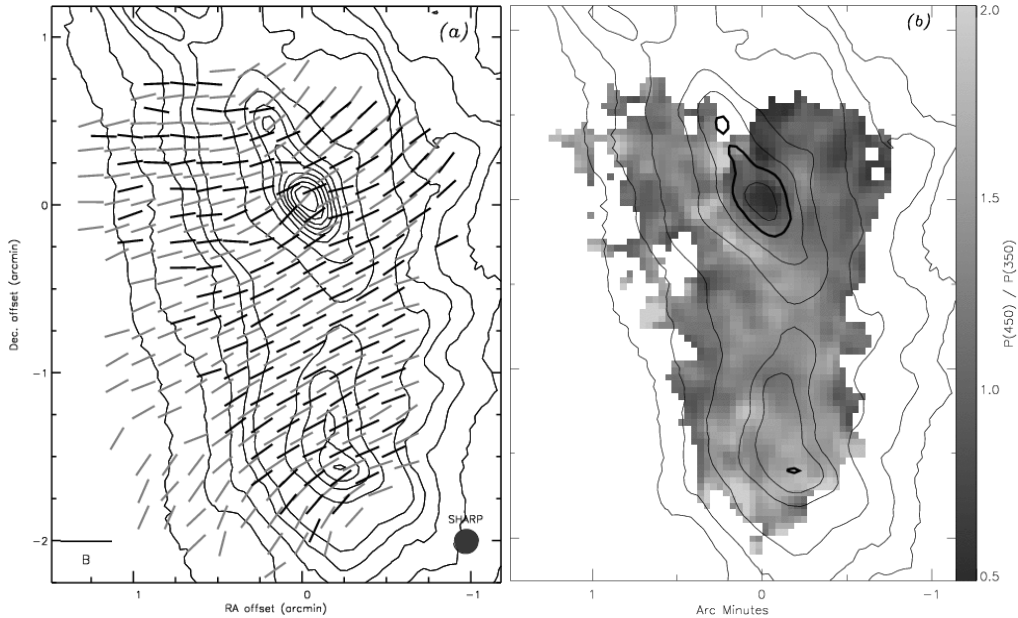 (a)
1
0
-1
-2
Dec. offset (arcmin)
B
SHARP
1
0
-1
RA offset (arcmin)
(b)
1
0
-1
Arc Minutes
2.0
1.5
1.0
0.5
P(450) / P(350)